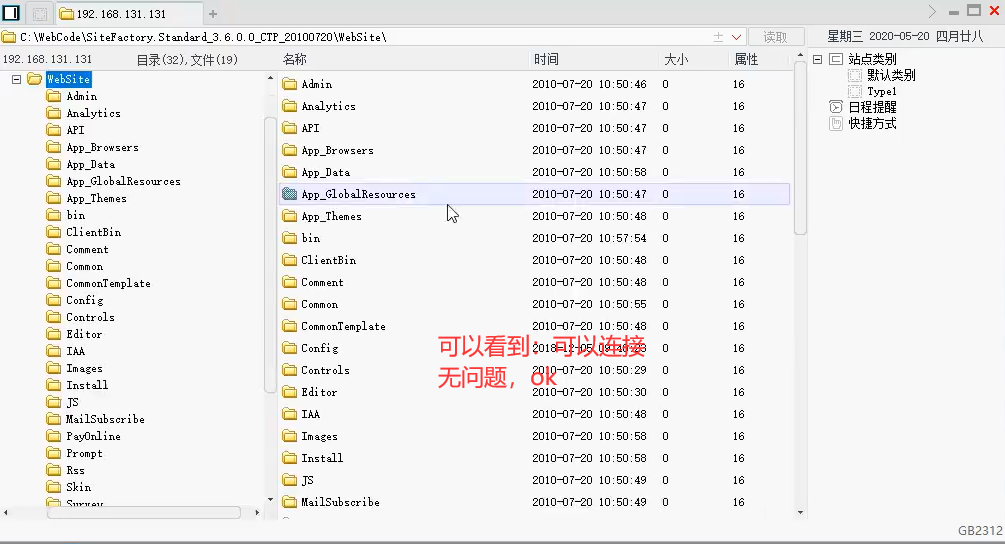 192.168.131.131
C:\WebCode\SiteFactory.Standard_3.6.0.0_CTP_20100720\WebSite\
读取
星期三 2020-05-20 四月廿八
192.168.131.131
目录(32),文件(19)
WebSite
Admin
Analytics
API
App_Browsers
App_Data
App_GlobalResources
App_Themes
bin
ClientBin
Comment
Common
CommonTemplate
Config
Controls
Editor
IAA
Images
Install
JS
MailSubscribe
PayOnline
Prompt
Rss
Skin
Survey
名称 时间 大小 属性
Admin 2010-07-20 10:50:46 0 16
Analytics 2010-07-20 10:50:47 0 16
API 2010-07-20 10:50:47 0 16
App_Browsers 2010-07-20 10:50:47 0 16
App_Data 2010-07-20 10:50:58 0 16
App_GlobalResources 2010-07-20 10:50:47 0 16
App_Themes 2010-07-20 10:50:48 0 16
bin 2010-07-20 10:57:54 0 16
ClientBin 2010-07-20 10:50:48 0 16
Comment 2010-07-20 10:50:48 0 16
Common 2010-07-20 10:50:55 0 16
CommonTemplate 2010-07-20 10:50:48 0 16
Config 0 16
Controls 2010-07-20 10:50:29 0 16
Editor 2010-07-20 10:50:30 0 16
IAA 2010-07-20 10:50:48 0 16
Images 2010-07-20 10:50:58 0 16
Install 2010-07-20 10:50:58 0 16
JS 2010-07-20 10:50:49 0 16
MailSubscribe 2010-07-20 10:50:49 0 16
可以看到：可以连接
无问题，ok
站点类别
默认类别
Type1
日程提醒
快捷方式
GB2312